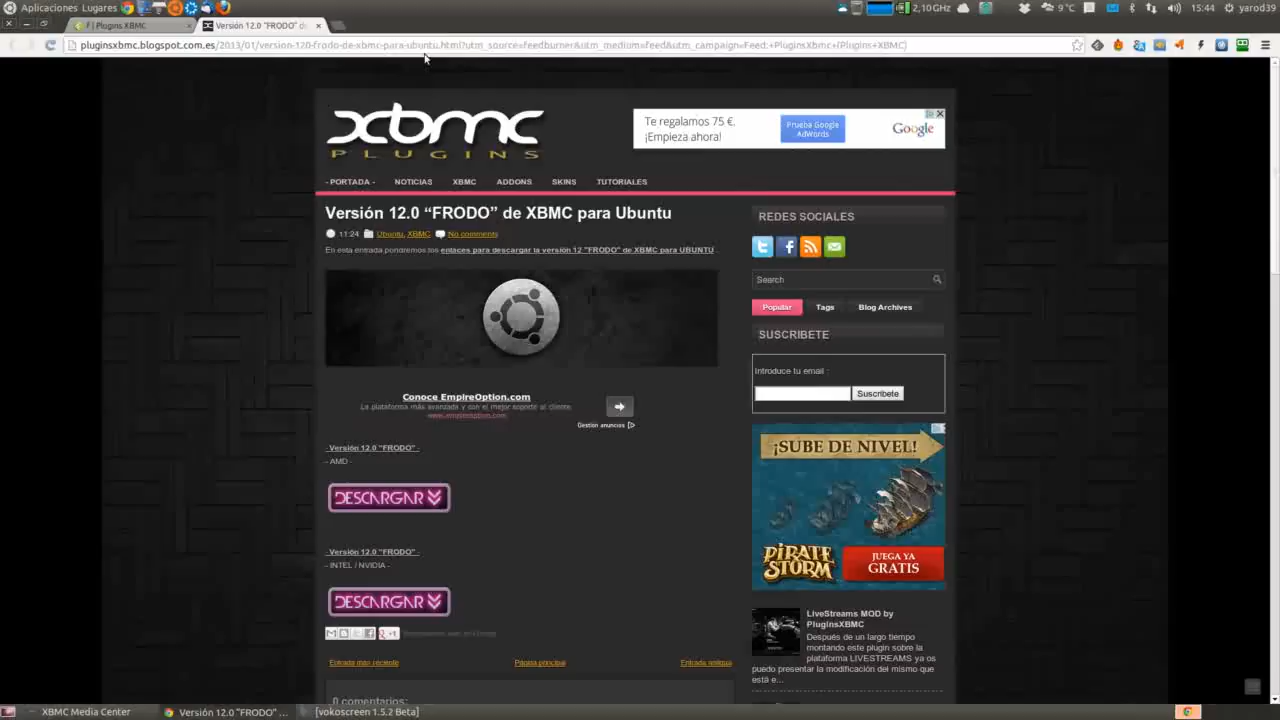 Aplicaciones Lugares
2,10GHz
9°C
15:44
yarod39
f | Plugins XBMC
Versión 12.0 “FRODO” de
pluginsxbmc.blogspot.com.es/2013/01/version-120-frodo-de-xbmc-para-ubuntu.html?utm_source=feedburner&utm_medium=feed&utm_campaign=Feed:+PluginsXbmc+(Plugins+XBMC)
xbmc
PLUGINS
Te regalamos 75 €.
¡Empieza ahora!
Prueba Google
AdWords
Google
- PORTADA -
NOTICIAS
XBMC
ADDONS
SKINS
TUTORIALES
Versión 12.0 “FRODO” de XBMC para Ubuntu
11:24
Ubuntu, XBMC
No comments
En esta entrada pondremos los enlaces para descargar la versión 12 "FRODO" de XBMC para UBUNTU .
Conoce EmpireOption.com
La plataforma más avanzada y con el mejor soporte al cliente.
www.empireoption.com
Gestión anuncios
- Versión 12.0 "FRODO" -
- AMD -
DESCARGAR
- Versión 12.0 "FRODO" -
- INTEL / NVIDIA -
DESCARGAR
+1
Entrada más reciente
Página principal
Entrada antigua
0 comentarios:
REDES SOCIALES
Search
Popular
Tags
Blog Archives
SUSCRIBETE
Introduce tu email :
Suscribete
¡SUBE DE NIVEL!
PIRATE
STORM
JUEGA YA
GRATIS
LiveStreams MOD by
PluginsXBMC
Después de un largo tiempo
montando este plugin sobre la
plataforma LIVESTREAMS ya os
puedo presentar la modificación del mismo que
está e...
XBMC Media Center
Versión 12.0 "FRODO" ...
[vokoscreen 1.5.2 Beta]